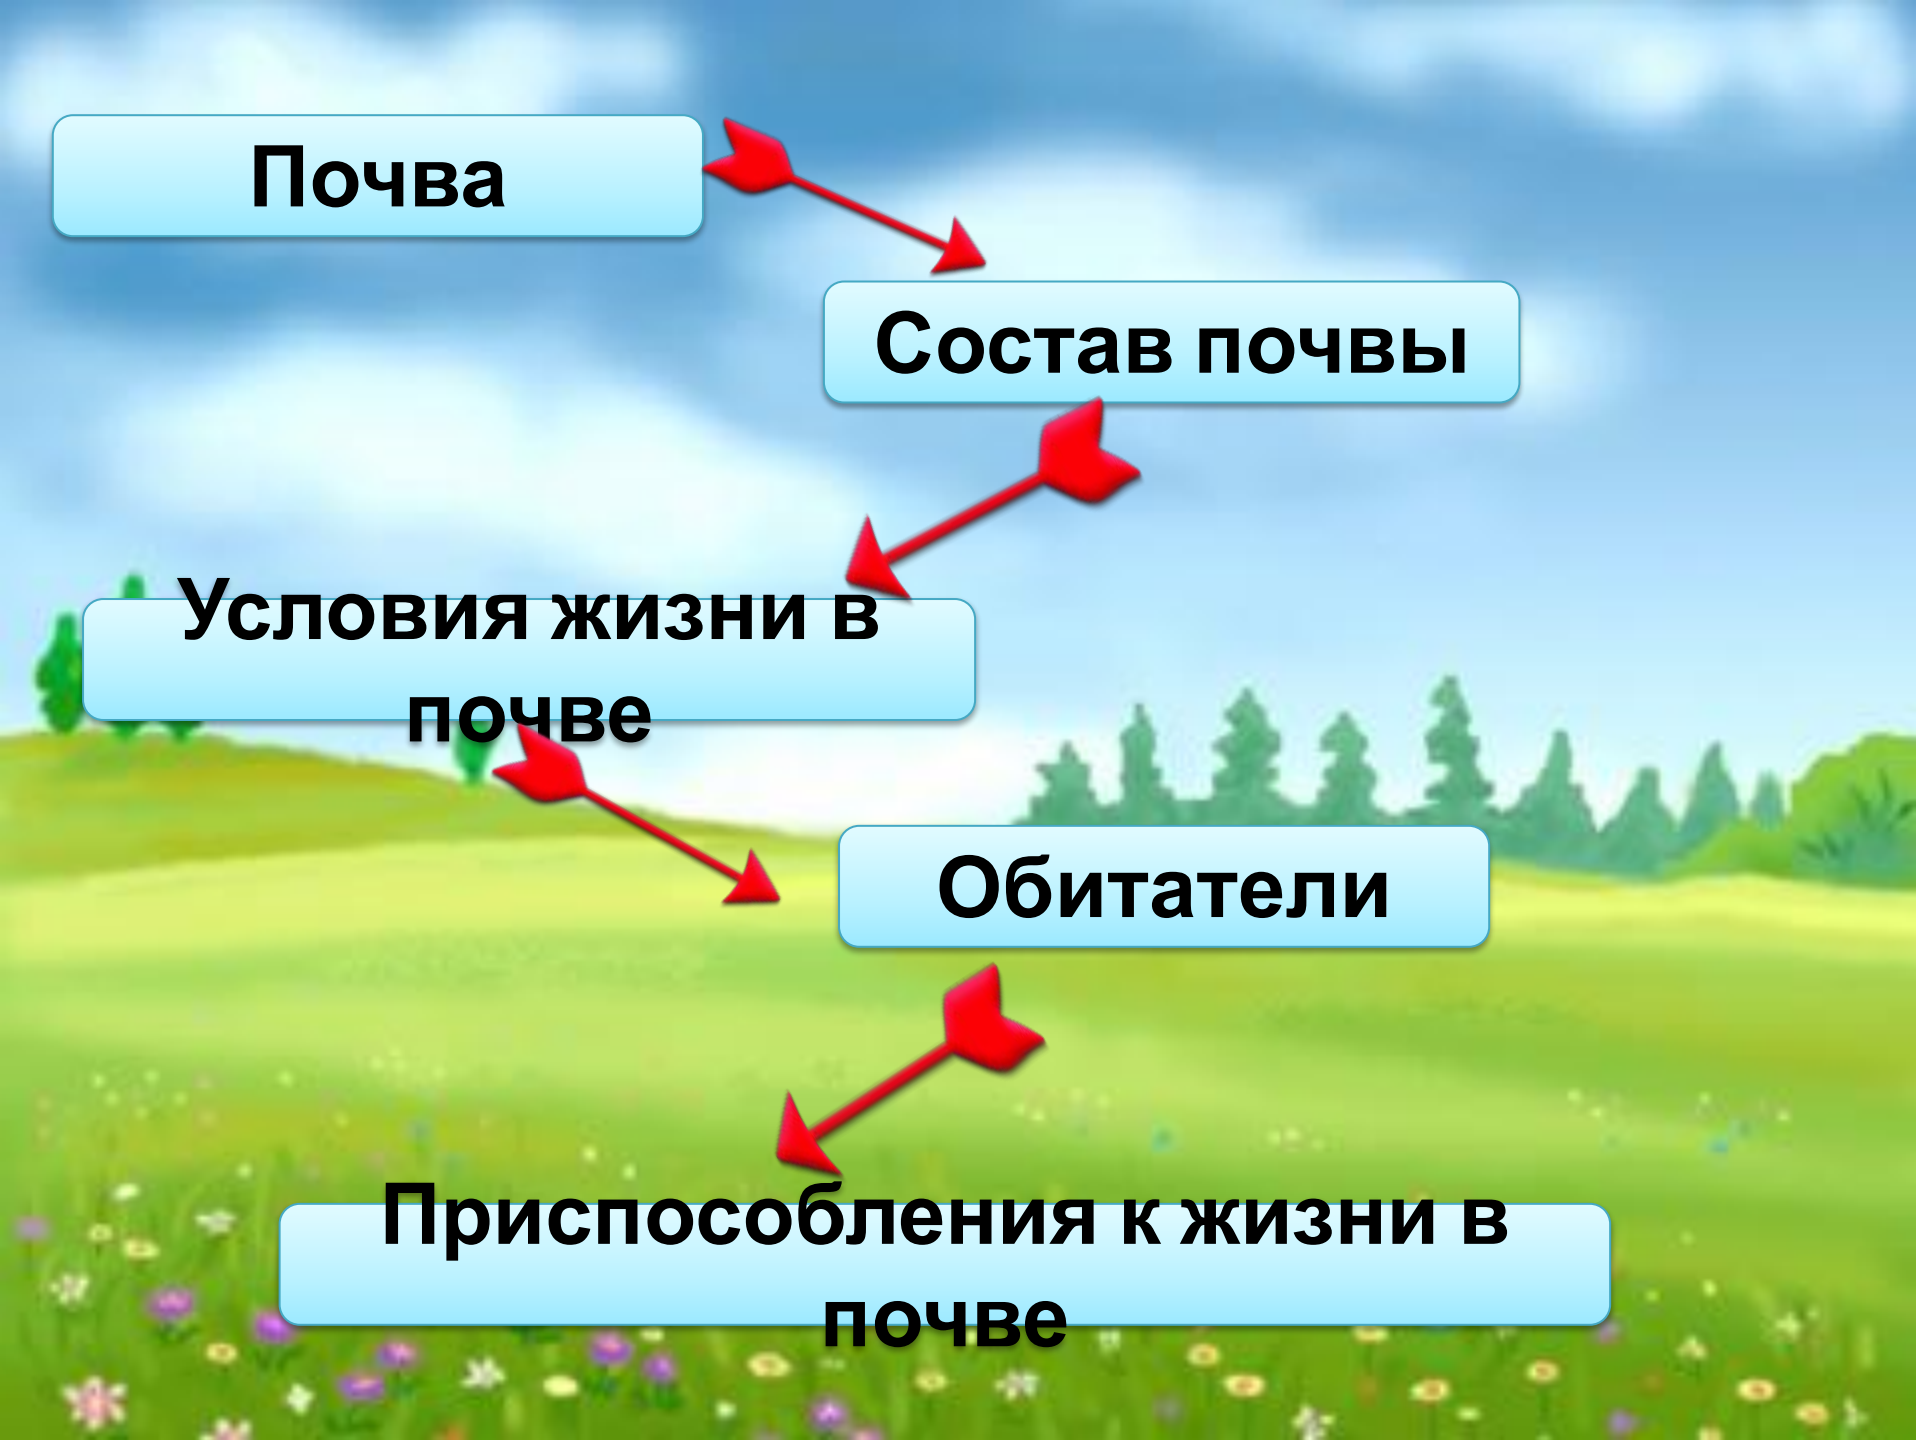 Почва
Состав почвы
Условия жизни в
почве
Обитатели
Приспособления к жизни в
почве